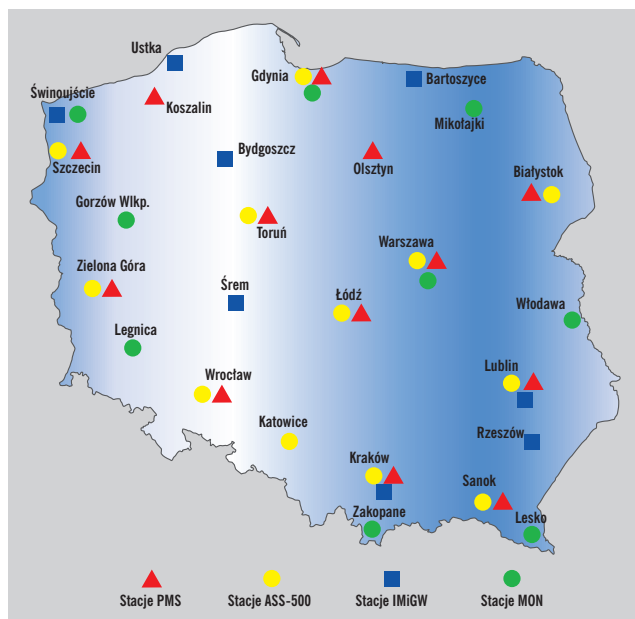 Ustka
Gdynia
Bartoszyce
Świnoujście
Koszalin
Mikołajki
Bydgoszcz
Szczecin
Olsztyn
Białystok
Gorzów Wlkp.
Toruń
Warszawa
Zielona Góra
Śrem
Łódź
Włodawa
Legnica
Wrocław
Lublin
Katowice
Rzeszów
Kraków
Sanok
Zakopane
Lesko
Stacje PMS
Stacje ASS-500
Stacje IMiGW
Stacje MON